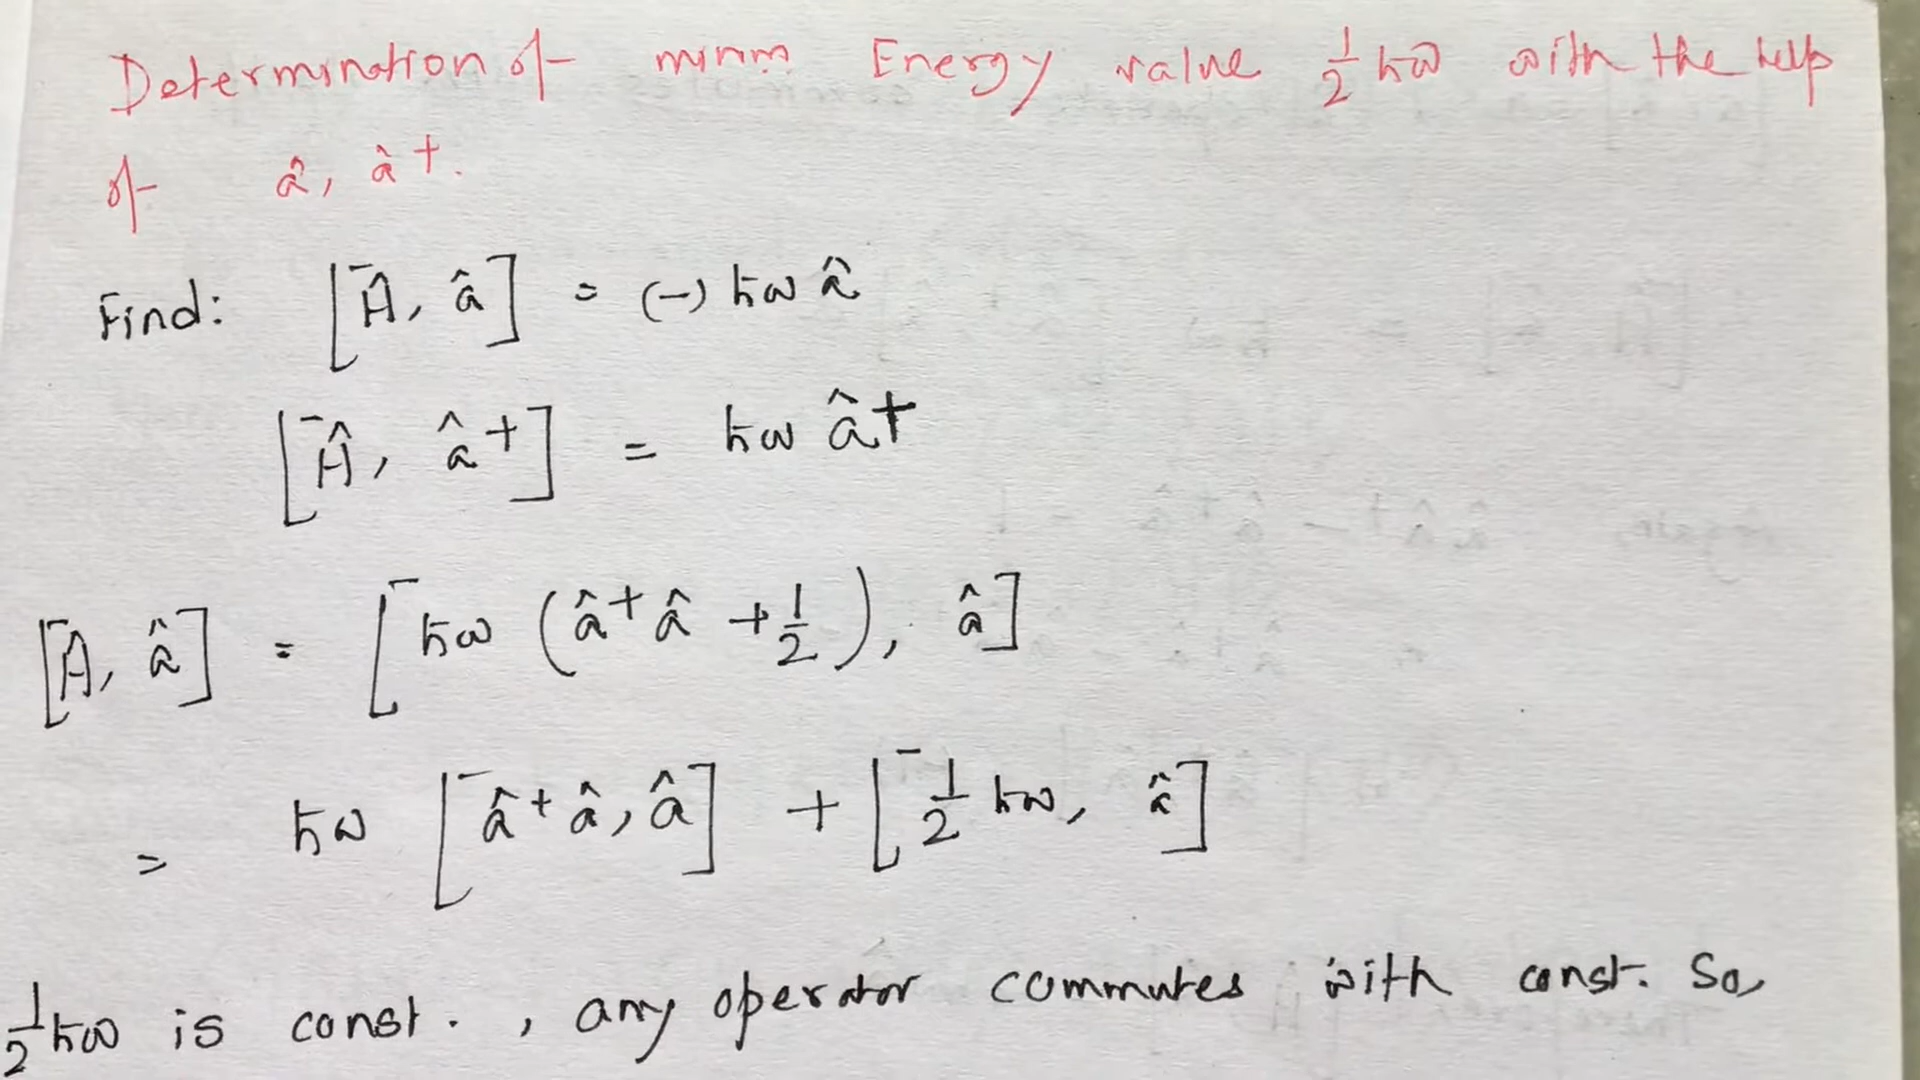 Determination of minm Energy value 1/2 ħω with the help
of â, â†.
Find: [Ĥ, â] = (-) ħω â
[Ĥ, â†] = ħω â†
[Ĥ, â] = [ħω (â†â + 1/2), â]
= ħω [â†â, â] + [1/2 ħω, â]
1/2 ħω is const. , any operator commutes with const. So,